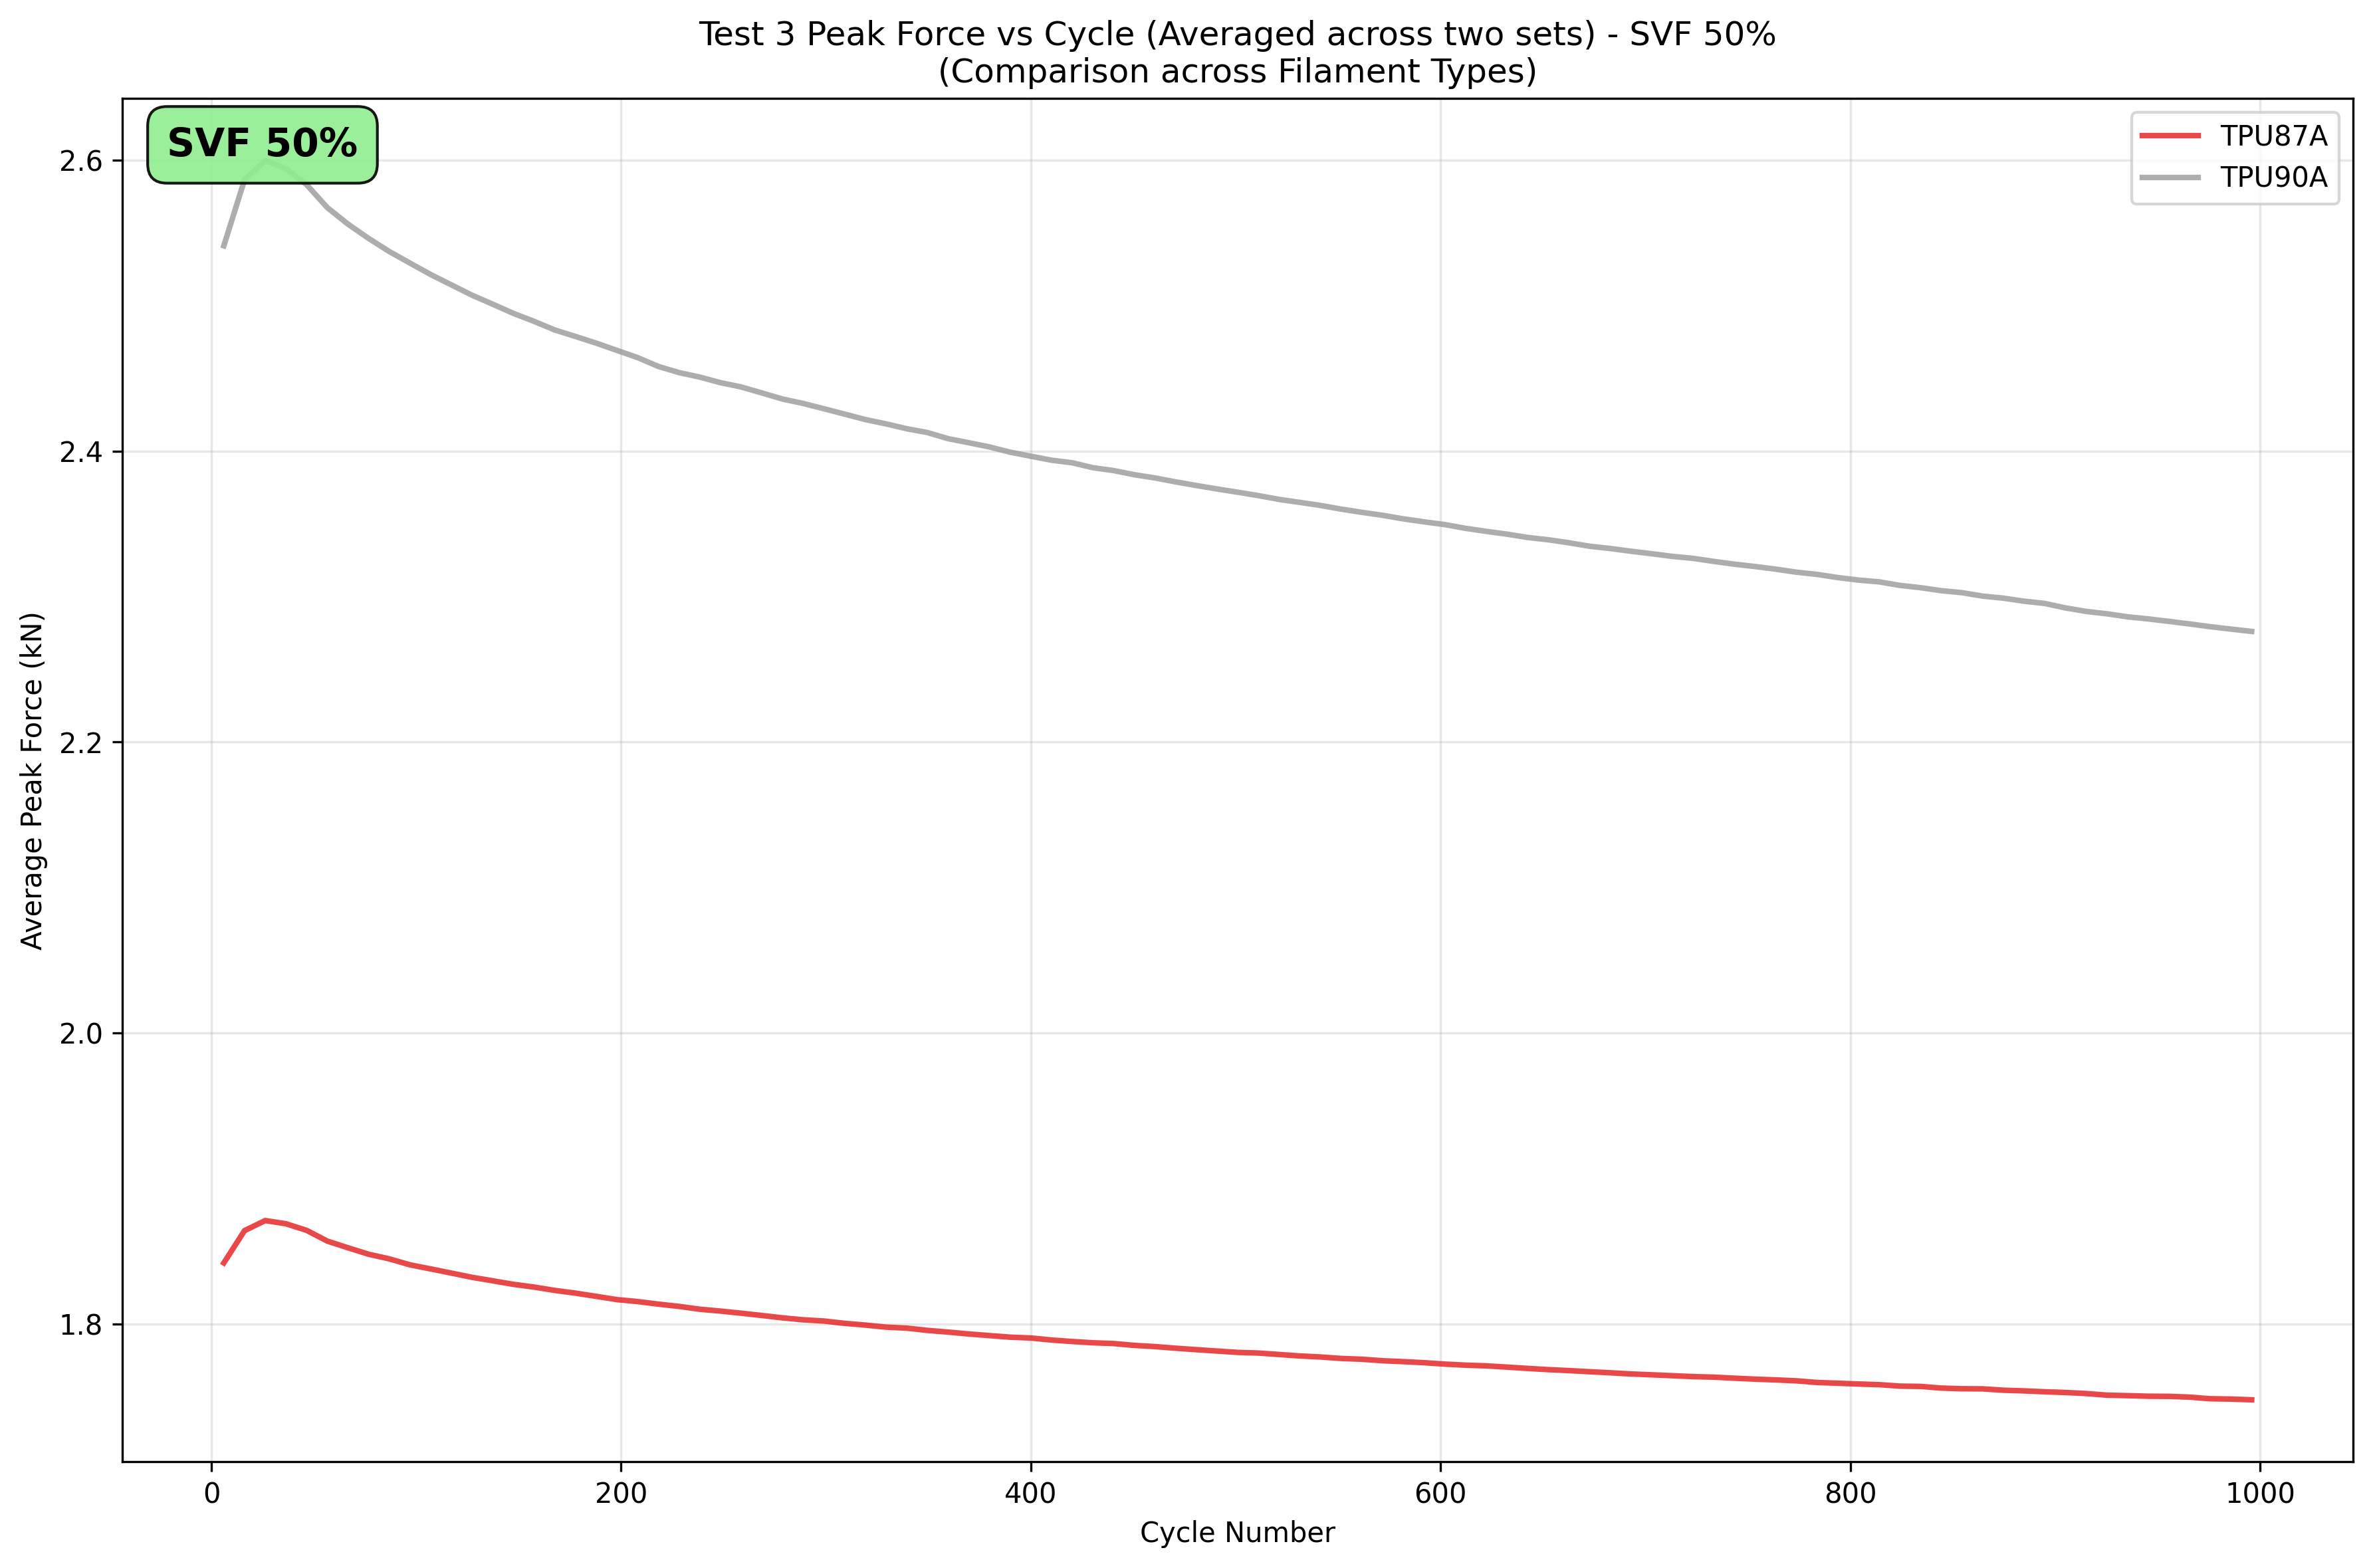 Test 3 Peak Force vs Cycle (Averaged across two sets) - SVF 50%
(Comparison across Filament Types)
SVF 50%
TPU87A
TPU90A
2.6
2.4
2.2
2.0
1.8
Average Peak Force (kN)
0 200 400 600 800 1000
Cycle Number